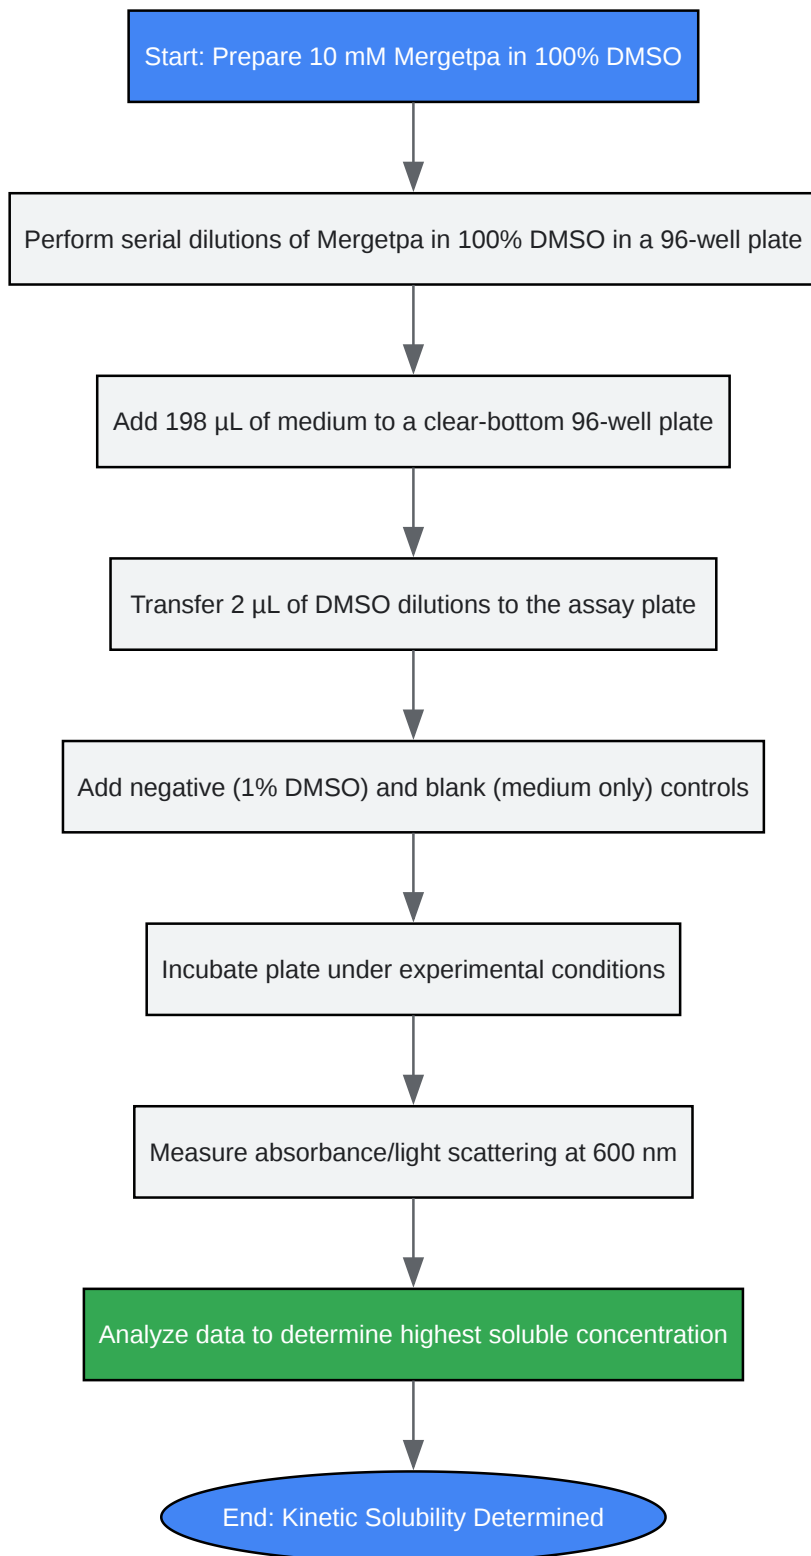 Start: Prepare 10 mM Mergetpa in 100% DMSO
Perform serial dilutions of Mergetpa in 100% DMSO in a 96-well plate
Add 198 µL of medium to a clear-bottom 96-well plate
Transfer 2 µL of DMSO dilutions to the assay plate
Add negative (1% DMSO) and blank (medium only) controls
Incubate plate under experimental conditions
Measure absorbance/light scattering at 600 nm
Analyze data to determine highest soluble concentration
End: Kinetic Solubility Determined